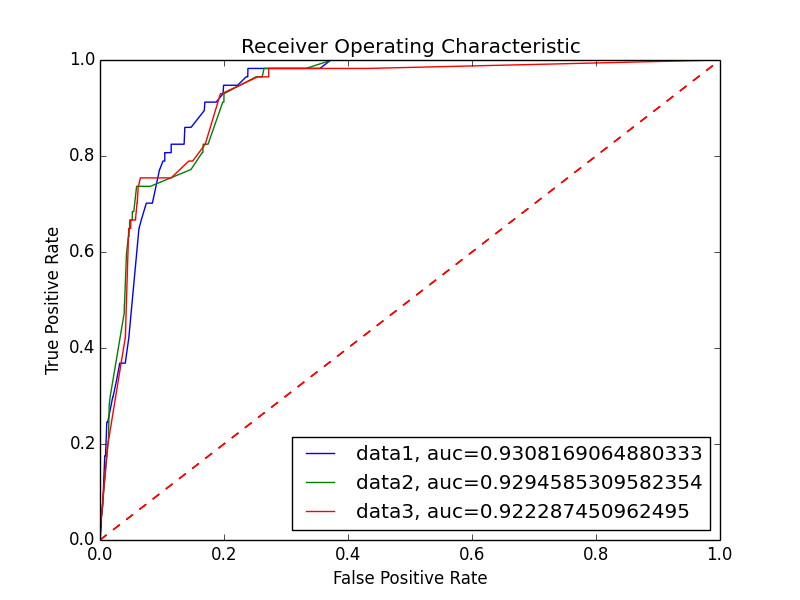 Receiver Operating Characteristic
1.0
0.8
0.6
0.4
0.2
0.0
True Positive Rate
data1, auc=0.9308169064880333
data2, auc=0.9294585309582354
data3, auc=0.922287450962495
0.0 0.2 0.4 0.6 0.8 1.0
False Positive Rate